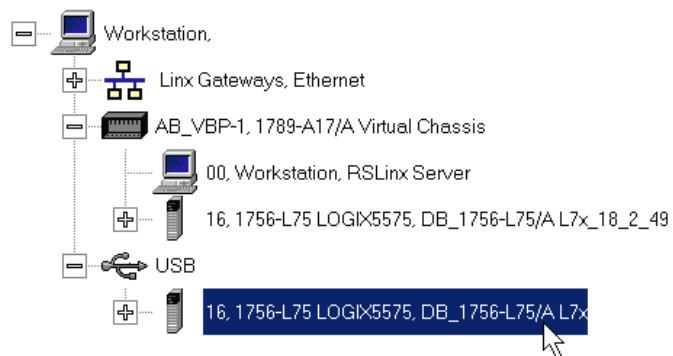 Workstation,
Linx Gateways, Ethernet
AB_VBP-1, 1789-A17/A Virtual Chassis
00, Workstation, RSLinx Server
16, 1756-L75 LOGIX5575, DB_1756-L75/A L7x_18_2_49
USB
16, 1756-L75 LOGIX5575, DB_1756-L75/A L7x